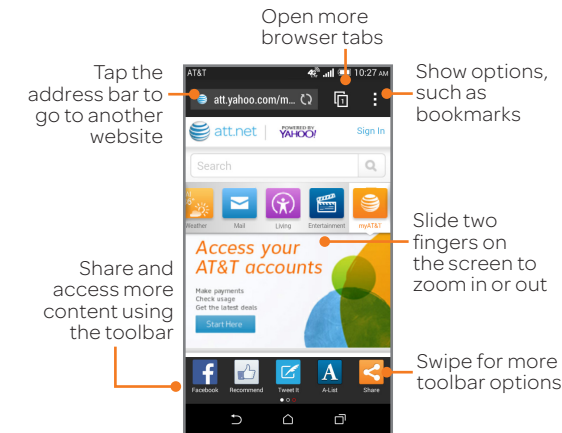 Open more
browser tabs
Tap the
address bar to
go to another
website
Show options,
such as
bookmarks
AT&T 10:27 AM
att.yahoo.com/m... 1
att.net | POWERED BY YAHOO! Sign In
Search
Weather Mail Living Entertainment myAT&T
Access your
AT&T accounts
Make payments
Check usage
Get the latest deals
Start Here
Slide two
fingers on
the screen to
zoom in or out
Share and
access more
content using
the toolbar
Facebook Recommend Tweet It A-List Share
Swipe for more
toolbar options